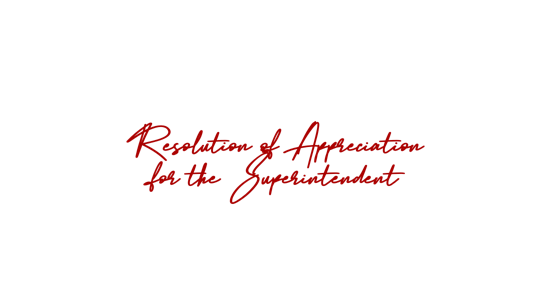 Resolution of Appreciation
for the Superintendent